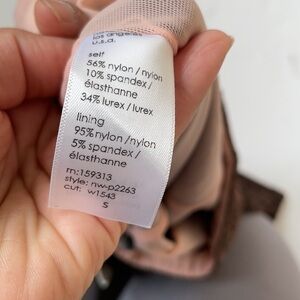 los angeles
u.s.a.
self
56% nylon / nylon
10% spandex /
élasthanne
34% lurex / lurex
lining
95% nylon /nylon
5% spandex /
élasthanne
rn:159313
style: nw-p2263
cut: w1543
s